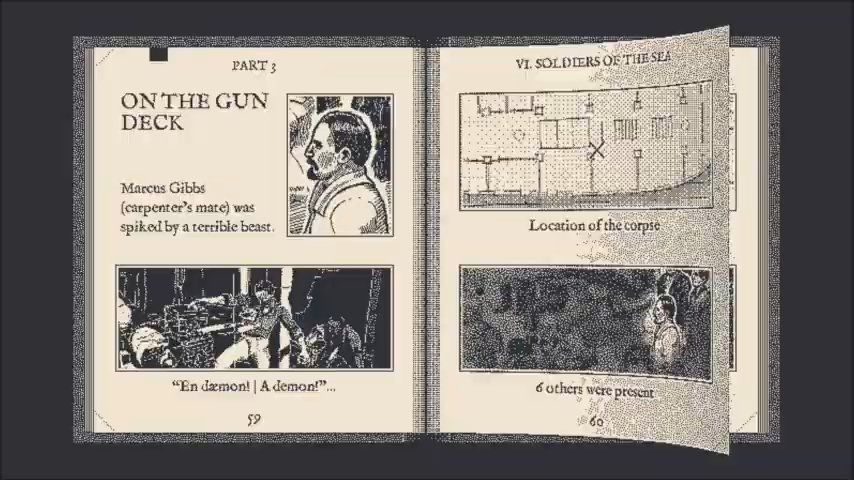 PART 3
ON THE GUN
DECK
Marcus Gibbs
(carpenter's mate) was
spiked by a terrible beast.
"En dæmon! | A demon!"...
59
VI. SOLDIERS OF THE SEA
Location of the corpse
6 others were present
60